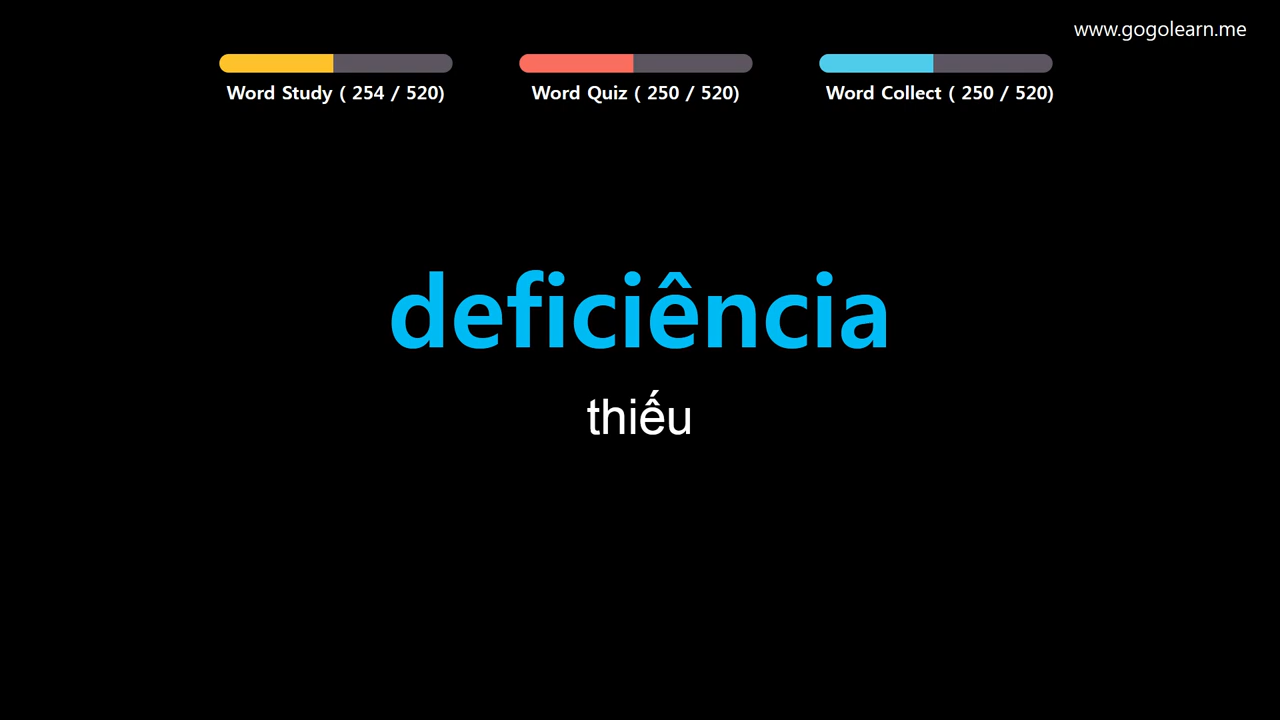 www.gogolearn.me
Word Study ( 254 / 520)
Word Quiz ( 250 / 520)
Word Collect ( 250 / 520)
deficiência
thiếu